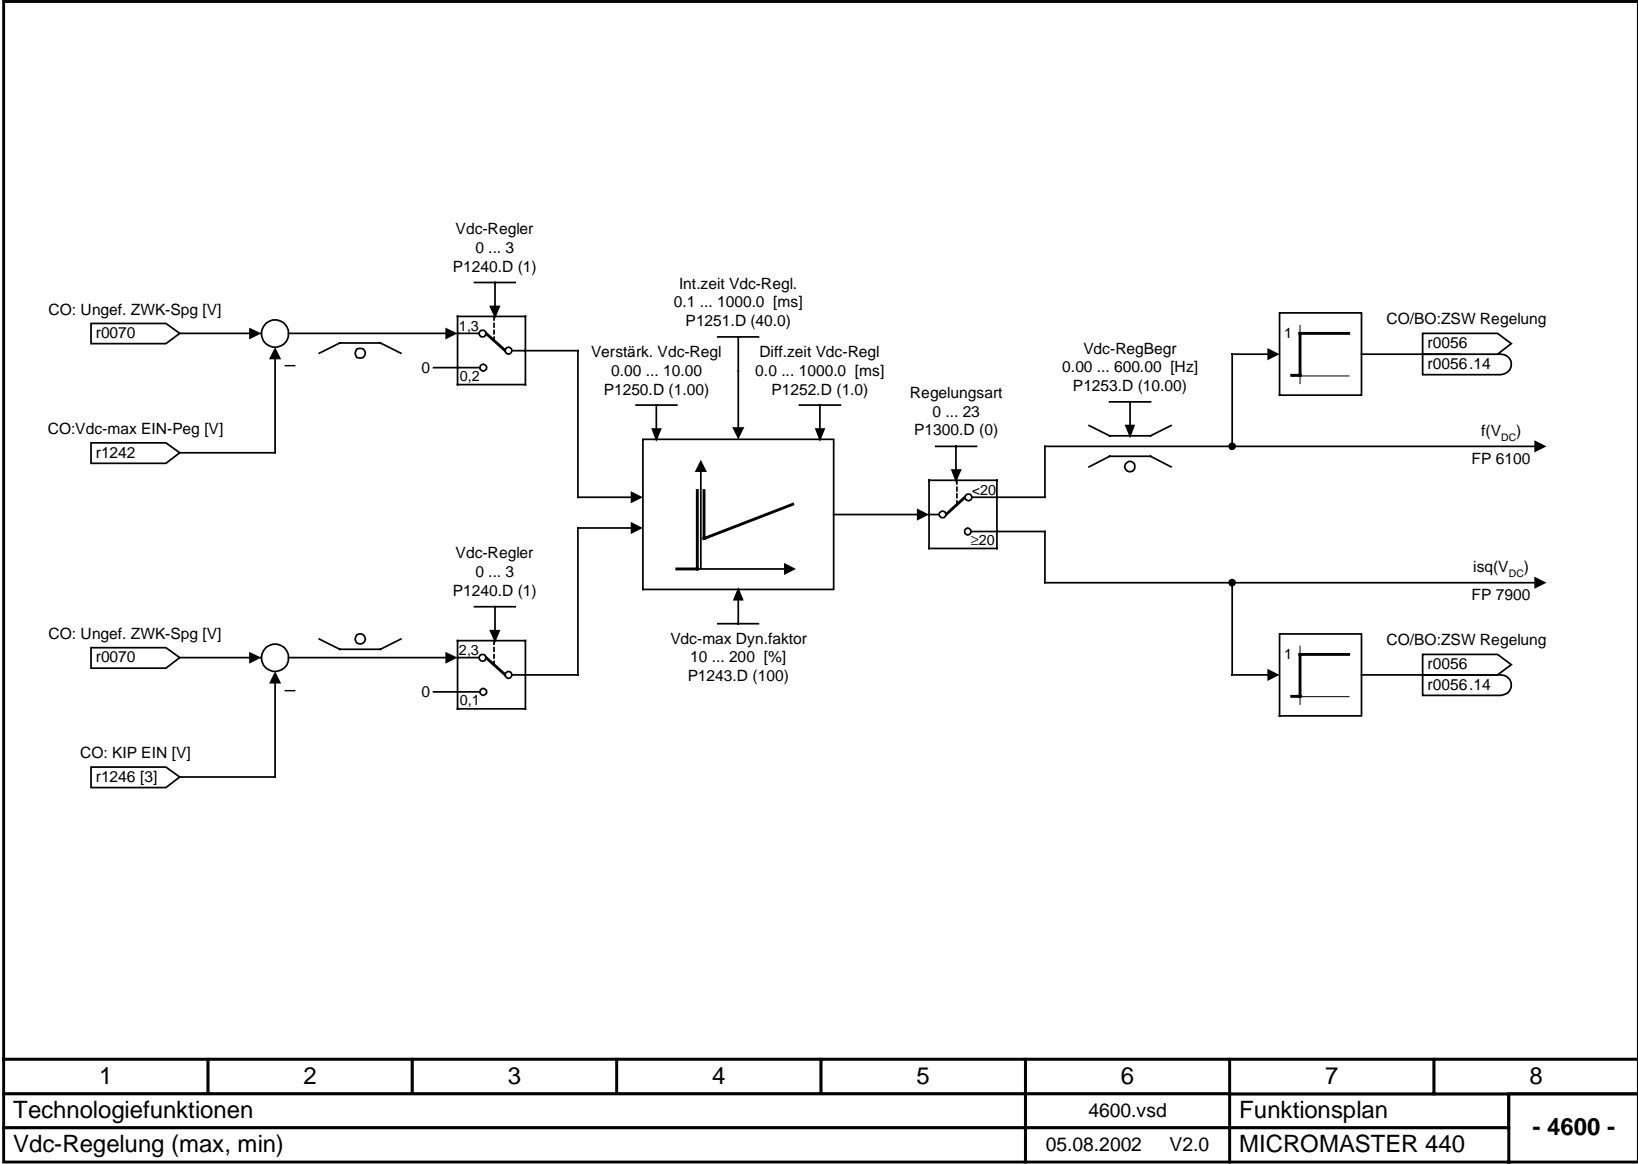 Vdc-Regler
0 ... 3
P1240.D (1)
CO: Ungef. ZWK-Spg [V]
r0070
1,3
0
0,2
–
CO:Vdc-max EIN-Peg [V]
r1242
Int.zeit Vdc-Regl.
0.1 ... 1000.0 [ms]
P1251.D (40.0)
Verstärk. Vdc-Regl
0.00 ... 10.00
P1250.D (1.00)
Diff.zeit Vdc-Regl
0.0 ... 1000.0 [ms]
P1252.D (1.0)
Vdc-Regler
0 ... 3
P1240.D (1)
CO: Ungef. ZWK-Spg [V]
r0070
2,3
0
0,1
–
CO: KIP EIN [V]
r1246 [3]
Vdc-max Dyn.faktor
10 ... 200 [%]
P1243.D (100)
Regelungsart
0 ... 23
P1300.D (0)
<20
≥20
Vdc-RegBegr
0.00 ... 600.00 [Hz]
P1253.D (10.00)
1
CO/BO:ZSW Regelung
r0056
r0056.14
f(VDC)
FP 6100
isq(VDC)
FP 7900
1
CO/BO:ZSW Regelung
r0056
r0056.14
1 2 3 4 5 6 7 8
Technologiefunktionen 4600.vsd Funktionsplan
- 4600 -
Vdc-Regelung (max, min) 05.08.2002 V2.0 MICROMASTER 440